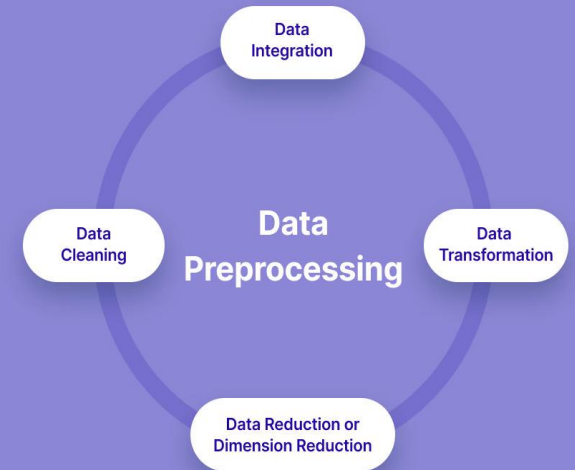 Data
Integration
Data
Cleaning
Data
Preprocessing
Data
Transformation
Data Reduction or
Dimension Reduction